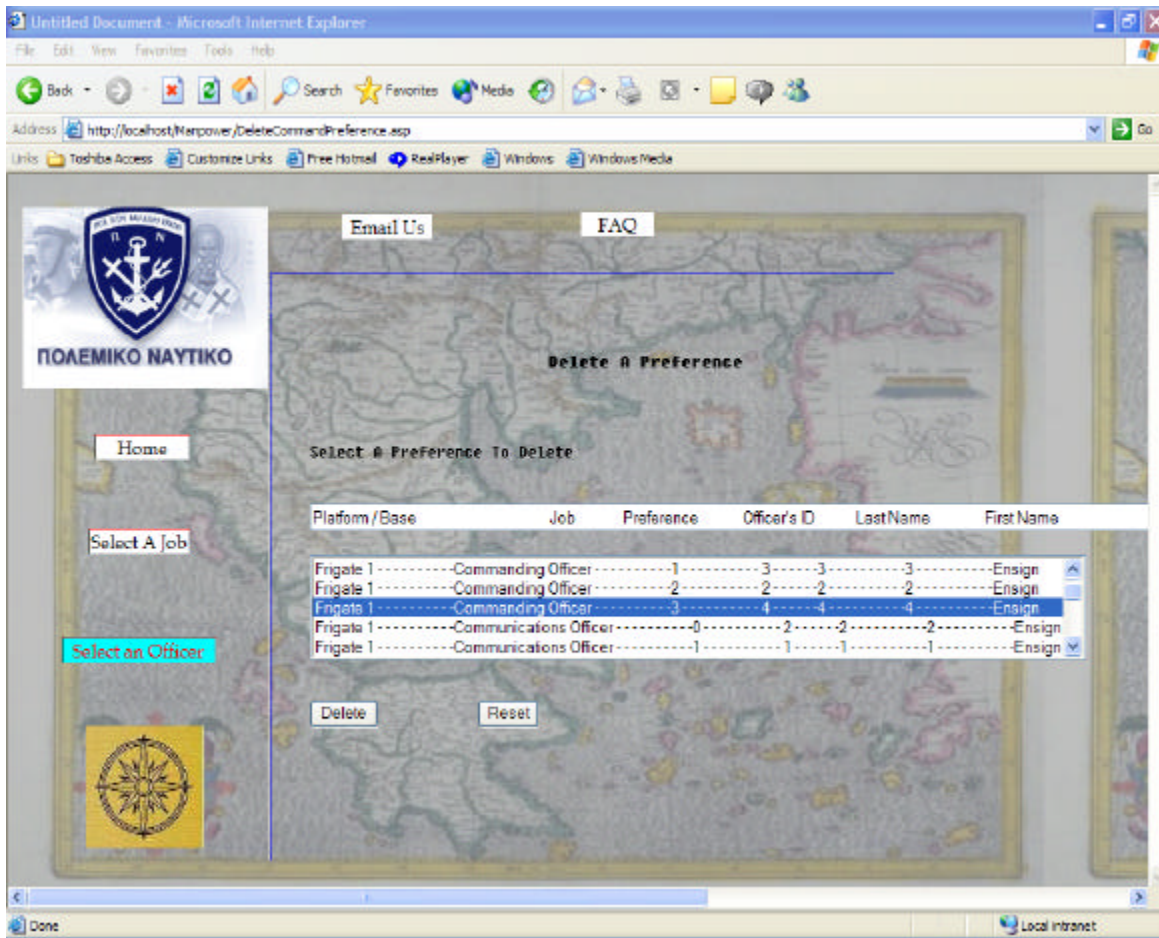 Untitled Document - Microsoft Internet Explorer
File Edit View Favorites Tools Help
Back Search Favorites Media
Address http://localhost/Manpower/DeleteCommandPreference.asp Go
Links Toshiba Access Customize Links Free Hotmail RealPlayer Windows Windows Media
Email Us FAQ
Π Ν
ΠΟΛΕΜΙΚΟ ΝΑΥΤΙΚΟ
Delete A Preference
Home
Select A Preference To Delete
Platform / Base Job Preference Officer's ID Last Name First Name
Select A Job
Frigate 1-----------Commanding Officer-----------1-----------3------3-----------3-----------Ensign
Frigate 1-----------Commanding Officer-----------2-----------2------2-----------2-----------Ensign
Frigate 1-----------Commanding Officer-----------3-----------4------4-----------4-----------Ensign
Frigate 1-----------Communications Officer-----------0-----------2------2-----------2-----------Ensign
Frigate 1-----------Communications Officer-----------1-----------1------1-----------1-----------Ensign
Select an Officer
Delete Reset
Done Local intranet